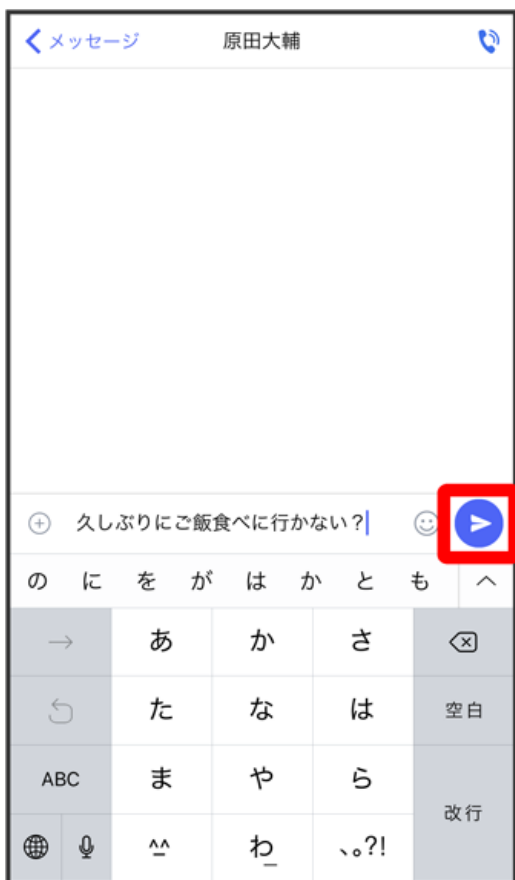 メッセージ 原田大輔
久しぶりにご飯食べに行かない？
の に を が は か と も
→ あ か さ
た な は 空白
ABC ま や ら
改行
^^ わ_ 、。?!